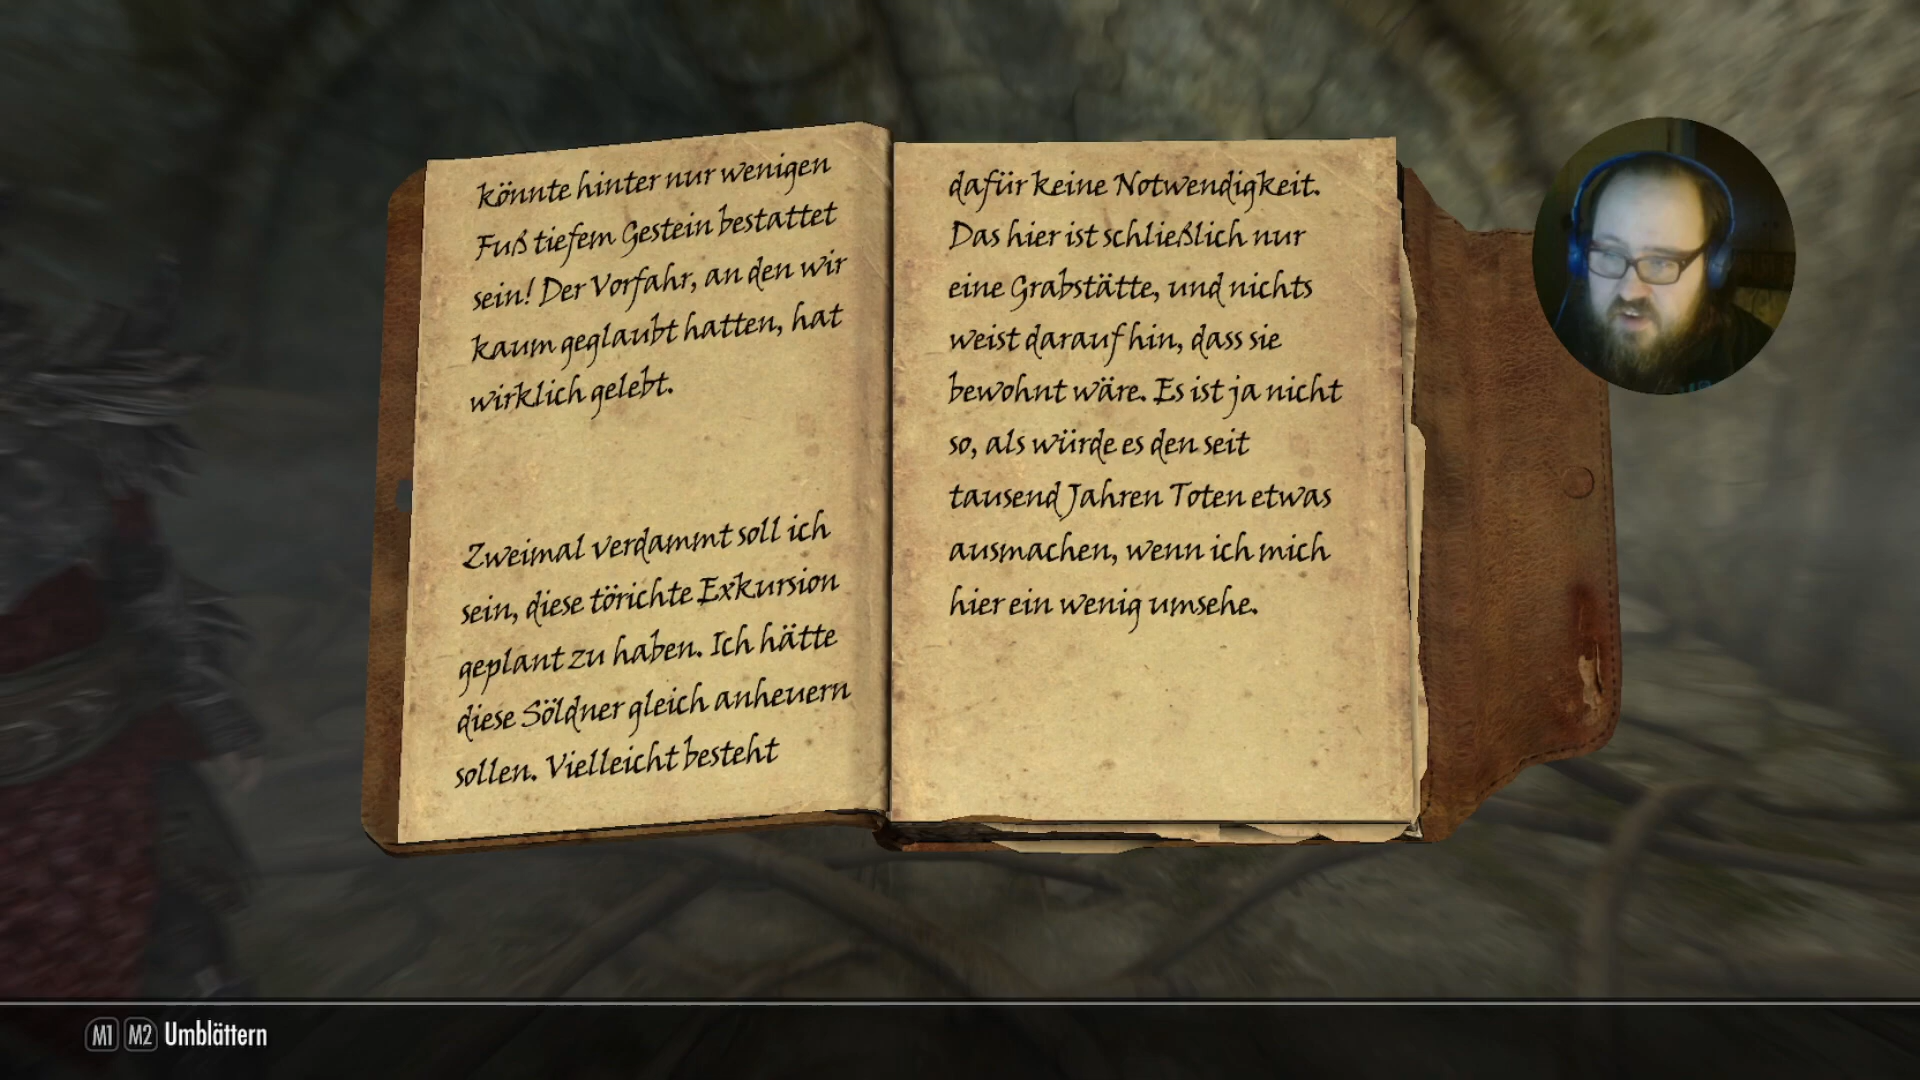 könnte hinter nur wenigen
Fuß tiefem Gestein bestattet
sein! Der Vorfahr, an den wir
kaum geglaubt hatten, hat
wirklich gelebt.
Zweimal verdammt soll ich
sein, diese törichte Exkursion
geplant zu haben. Ich hätte
diese Söldner gleich anheuern
sollen. Vielleicht besteht
dafür keine Notwendigkeit.
Das hier ist schließlich nur
eine Grabstätte, und nichts
weist darauf hin, dass sie
bewohnt wäre. Es ist ja nicht
so, als würde es den seit
tausend Jahren Toten etwas
ausmachen, wenn ich mich
hier ein wenig umsehe.
M1 M2 Umblättern